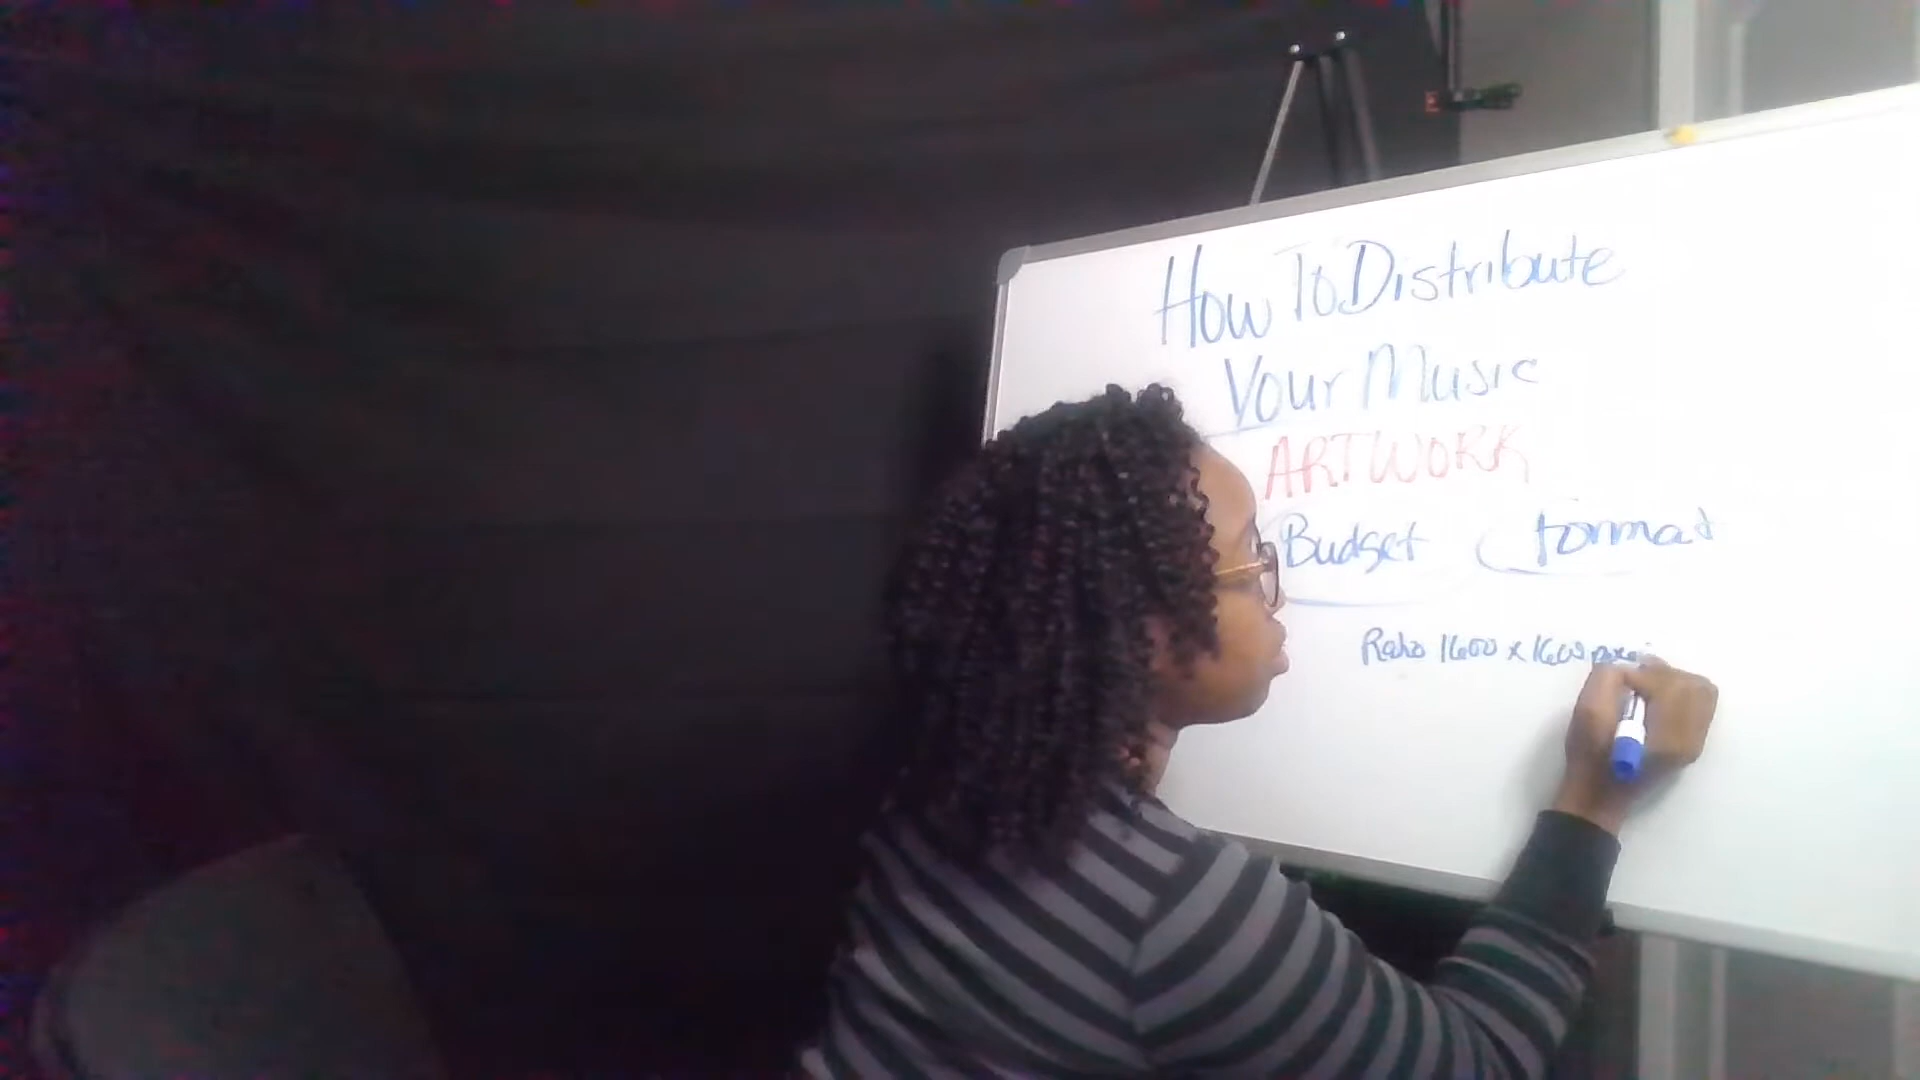 How To Distribute
Your Music
ARTWORK
Budget format
Ratio 1600 x 1600